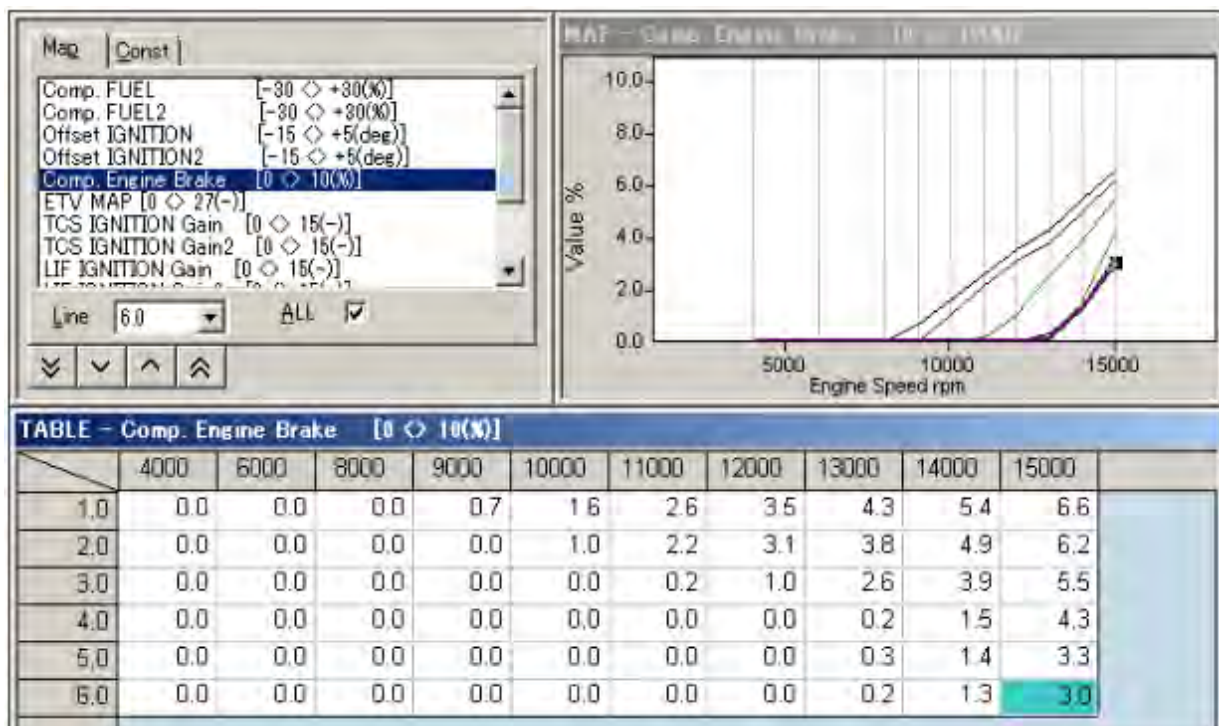 Map Const
Comp. FUEL [-30 <> +30(%)]
Comp. FUEL2 [-30 <> +30(%)]
Offset IGNITION [-15 <> +5(deg)]
Offset IGNITION2 [-15 <> +5(deg)]
Comp. Engine Brake [0 <> 10(%)]
ETV MAP [0 <> 27(-)]
TCS IGNITION Gain [0 <> 15(-)]
TCS IGNITION Gain2 [0 <> 15(-)]
LIF IGNITION Gain [0 <> 15(-)]
Line 6.0 ALL
MAP - Comp. Engine Brake
10.0
8.0
6.0
4.0
2.0
0.0
Value %
5000 10000 15000
Engine Speed rpm
TABLE - Comp. Engine Brake [0 <> 10(%)]
4000 6000 8000 9000 10000 11000 12000 13000 14000 15000
1.0 0.0 0.0 0.0 0.7 1.6 2.6 3.5 4.3 5.4 6.6
2.0 0.0 0.0 0.0 0.0 1.0 2.2 3.1 3.8 4.9 6.2
3.0 0.0 0.0 0.0 0.0 0.0 0.2 1.0 2.6 3.9 5.5
4.0 0.0 0.0 0.0 0.0 0.0 0.0 0.0 0.2 1.5 4.3
5.0 0.0 0.0 0.0 0.0 0.0 0.0 0.0 0.3 1.4 3.3
6.0 0.0 0.0 0.0 0.0 0.0 0.0 0.0 0.2 1.3 3.0